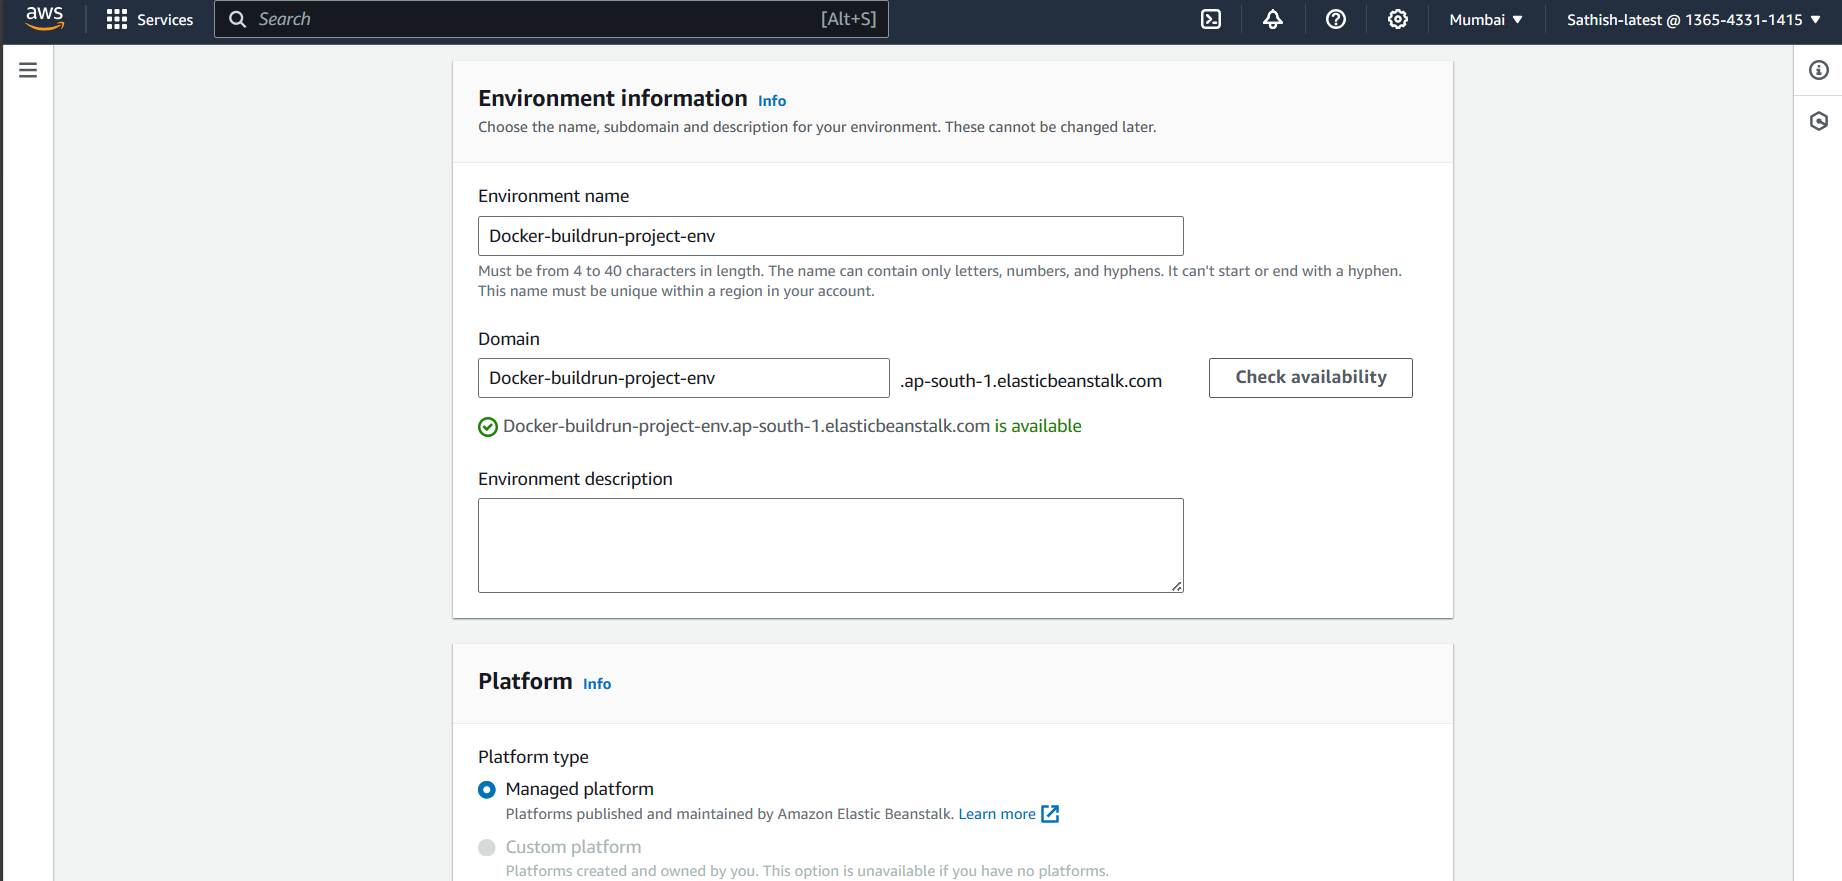 aws
Services
Search
[Alt+S]
Mumbai
Sathish-latest @ 1365-4331-1415
Environment information Info
Choose the name, subdomain and description for your environment. These cannot be changed later.
Environment name
Docker-buildrun-project-env
Must be from 4 to 40 characters in length. The name can contain only letters, numbers, and hyphens. It can't start or end with a hyphen.
This name must be unique within a region in your account.
Domain
Docker-buildrun-project-env
.ap-south-1.elasticbeanstalk.com
Check availability
Docker-buildrun-project-env.ap-south-1.elasticbeanstalk.com is available
Environment description
Platform Info
Platform type
Managed platform
Platforms published and maintained by Amazon Elastic Beanstalk. Learn more
Custom platform
Platforms created and owned by you. This option is unavailable if you have no platforms.